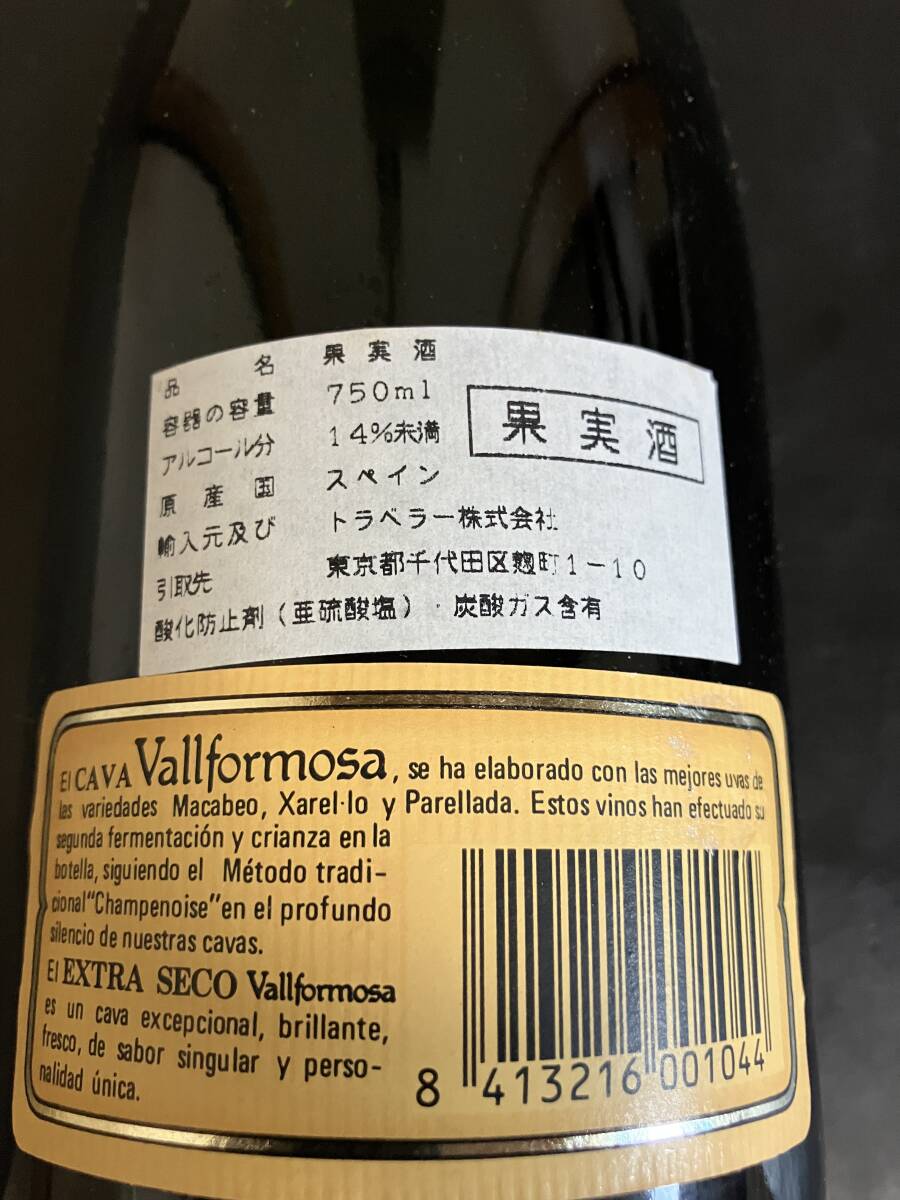 品名 果実酒
容器の容量 750ml
アルコール分 14%未満
果実酒
原産国 スペイン
輸入元及び トラベラー株式会社
引取先 東京都千代田区麹町1-10
酸化防止剤(亜硫酸塩)・炭酸ガス含有
El CAVA Vallformosa, se ha elaborado con las mejores uvas de
las variedades Macabeo, Xarel·lo y Parellada. Estos vinos han efectuado su
segunda fermentación y crianza en la
botella, siguiendo el Método tradi-
cional "Champenoise" en el profundo
silencio de nuestras cavas.
El EXTRA SECO Vallformosa
es un cava excepcional, brillante,
fresco, de sabor singular y perso-
nalidad única.
8 413216 001044